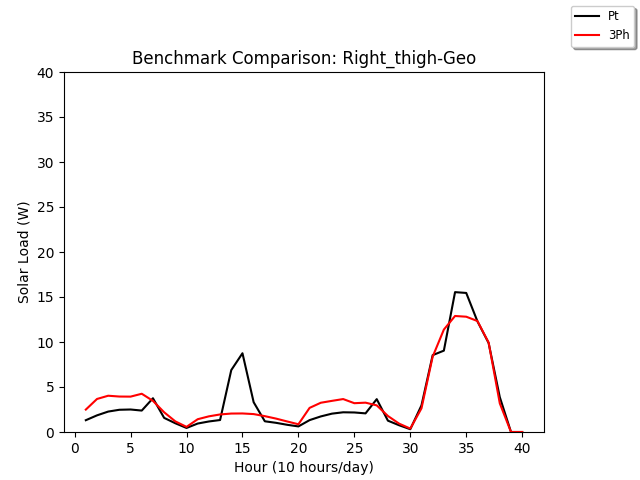 Pt
3Ph
Benchmark Comparison: Right_thigh-Geo
40
35
30
25
20
15
10
5
0
Solar Load (W)
0 5 10 15 20 25 30 35 40
Hour (10 hours/day)